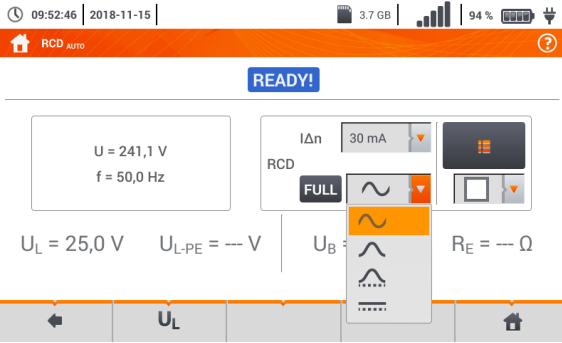 09:52:46 2018-11-15 3.7 GB 94 %
RCD AUTO ?
READY!
U = 241,1 V
f = 50,0 Hz
I∆n 30 mA
RCD
FULL
UL = 25,0 V UL-PE = --- V UB = RE = --- Ω
UL